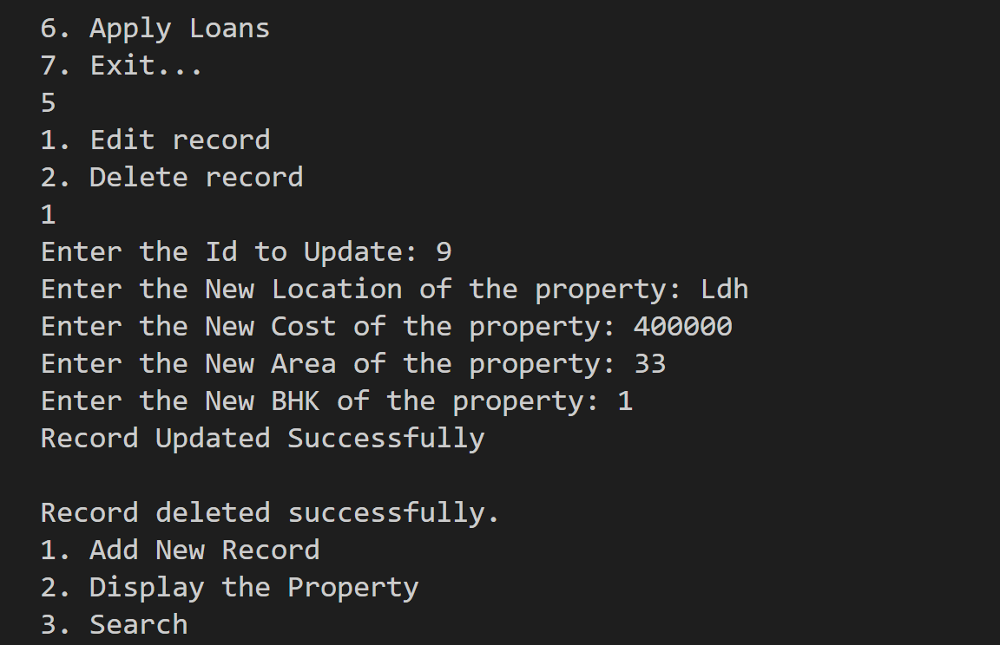 6. Apply Loans
7. Exit...
5
1. Edit record
2. Delete record
1
Enter the Id to Update: 9
Enter the New Location of the property: Ldh
Enter the New Cost of the property: 400000
Enter the New Area of the property: 33
Enter the New BHK of the property: 1
Record Updated Successfully

Record deleted successfully.
1. Add New Record
2. Display the Property
3. Search